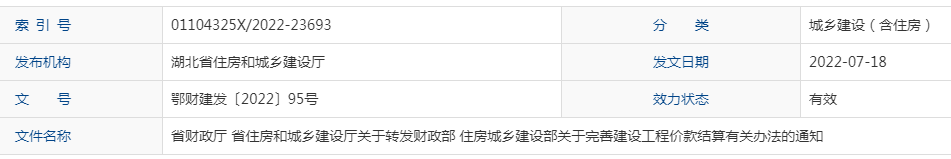 索 引 号 01104325X/2022-23693 分 类 城乡建设（含住房）
发布机构 湖北省住房和城乡建设厅 发文日期 2022-07-18
文 号 鄂财建发〔2022〕95号 效力状态 有效
文件名称 省财政厅 省住房和城乡建设厅关于转发财政部 住房城乡建设部关于完善建设工程价款结算有关办法的通知